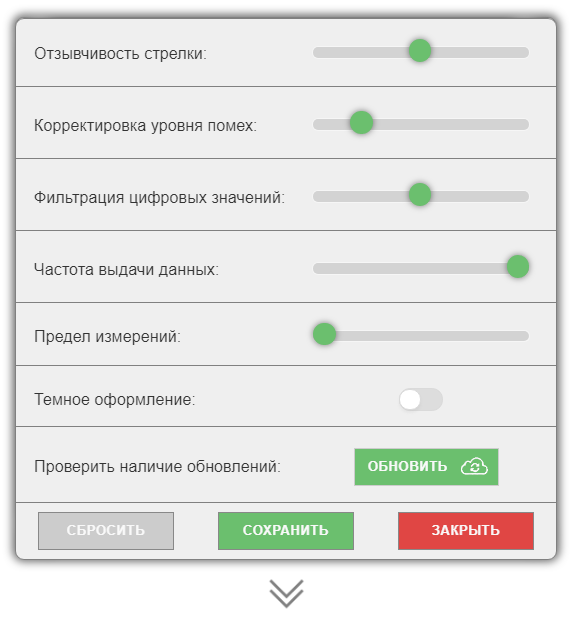 Отзывчивость стрелки:
Корректировка уровня помех:
Фильтрация цифровых значений:
Частота выдачи данных:
Предел измерений:
Темное оформление:
Проверить наличие обновлений: ОБНОВИТЬ
СБРОСИТЬ СОХРАНИТЬ ЗАКРЫТЬ